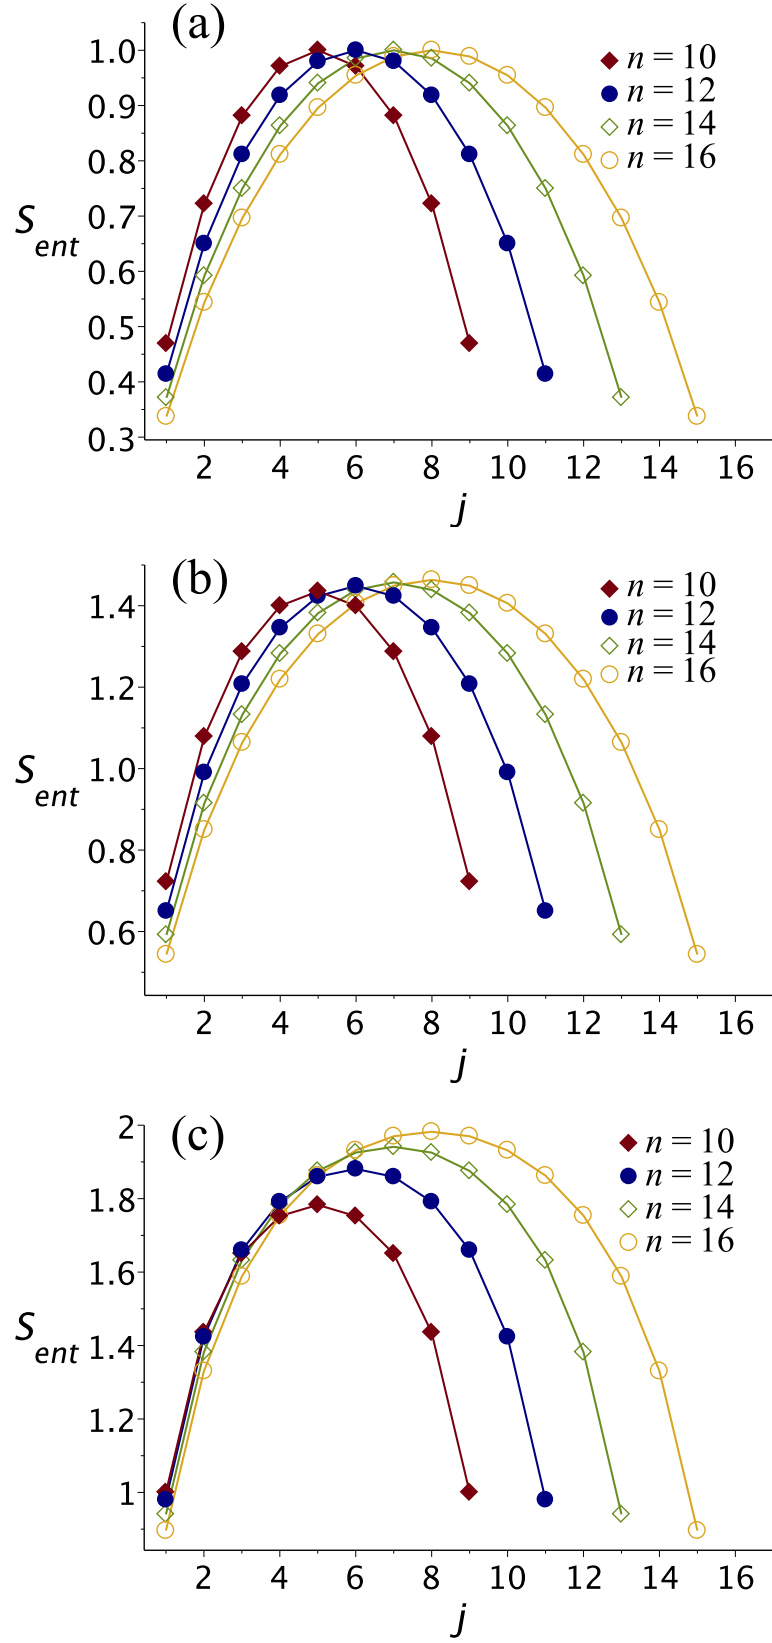 (a)
1.0
0.9
0.8
0.7
0.6
0.5
0.4
0.3
S ent
n = 10
n = 12
n = 14
n = 16
2 4 6 8 10 12 14 16
j
(b)
1.4
1.2
1.0
0.8
0.6
S ent
n = 10
n = 12
n = 14
n = 16
2 4 6 8 10 12 14 16
j
(c)
2
1.8
1.6
1.4
1.2
1
S ent
n = 10
n = 12
n = 14
n = 16
2 4 6 8 10 12 14 16
j